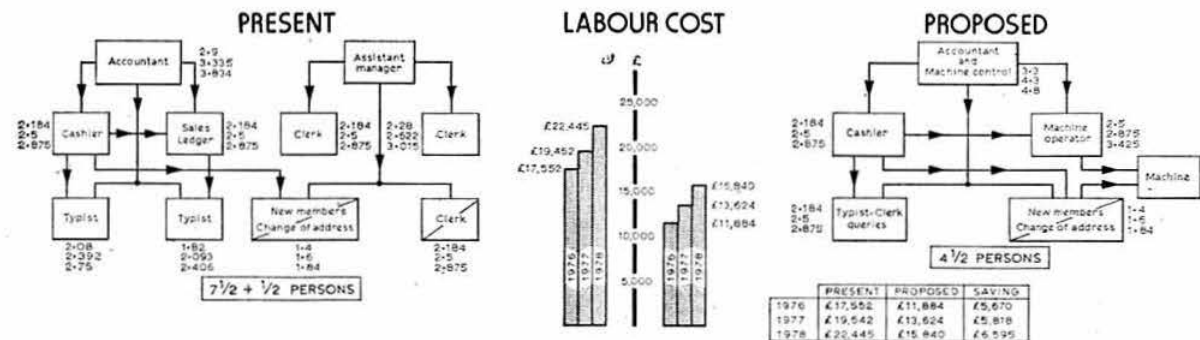 PRESENT
Accountant
2·9
3·335
3·834
Assistant
manager
2·184
2·5
2·875
Cashier
Sales
Ledger
2·184
2·5
2·875
Clerk
2·184
2·5
2·875
2·28
2·622
3·015
Clerk
Typist
2·08
2·392
2·75
Typist
1·82
2·093
2·406
New members
Change of address
1·4
1·6
1·84
Clerk
2·184
2·5
2·875
7½ + ½ PERSONS
LABOUR COST
£
25,000
20,000
15,000
10,000
5,000
£22,445
£19,452
£17,552
1976
1977
1978
£15,840
£13,624
£11,884
1976
1977
1978
PROPOSED
Accountant
and
Machine control
4·3
4·8
2·184
2·5
2·875
Cashier
Machine
operator
2·5
2·875
3·425
Machine
2·184
2·5
2·875
Typist-Clerk
queries
New members
Change of address
1·4
1·6
1·84
4½ PERSONS
PRESENT PROPOSED SAVING
1976 £17,552 £11,884 £5,670
1977 £19,542 £13,624 £5,818
1978 £22,445 £15,840 £6,595